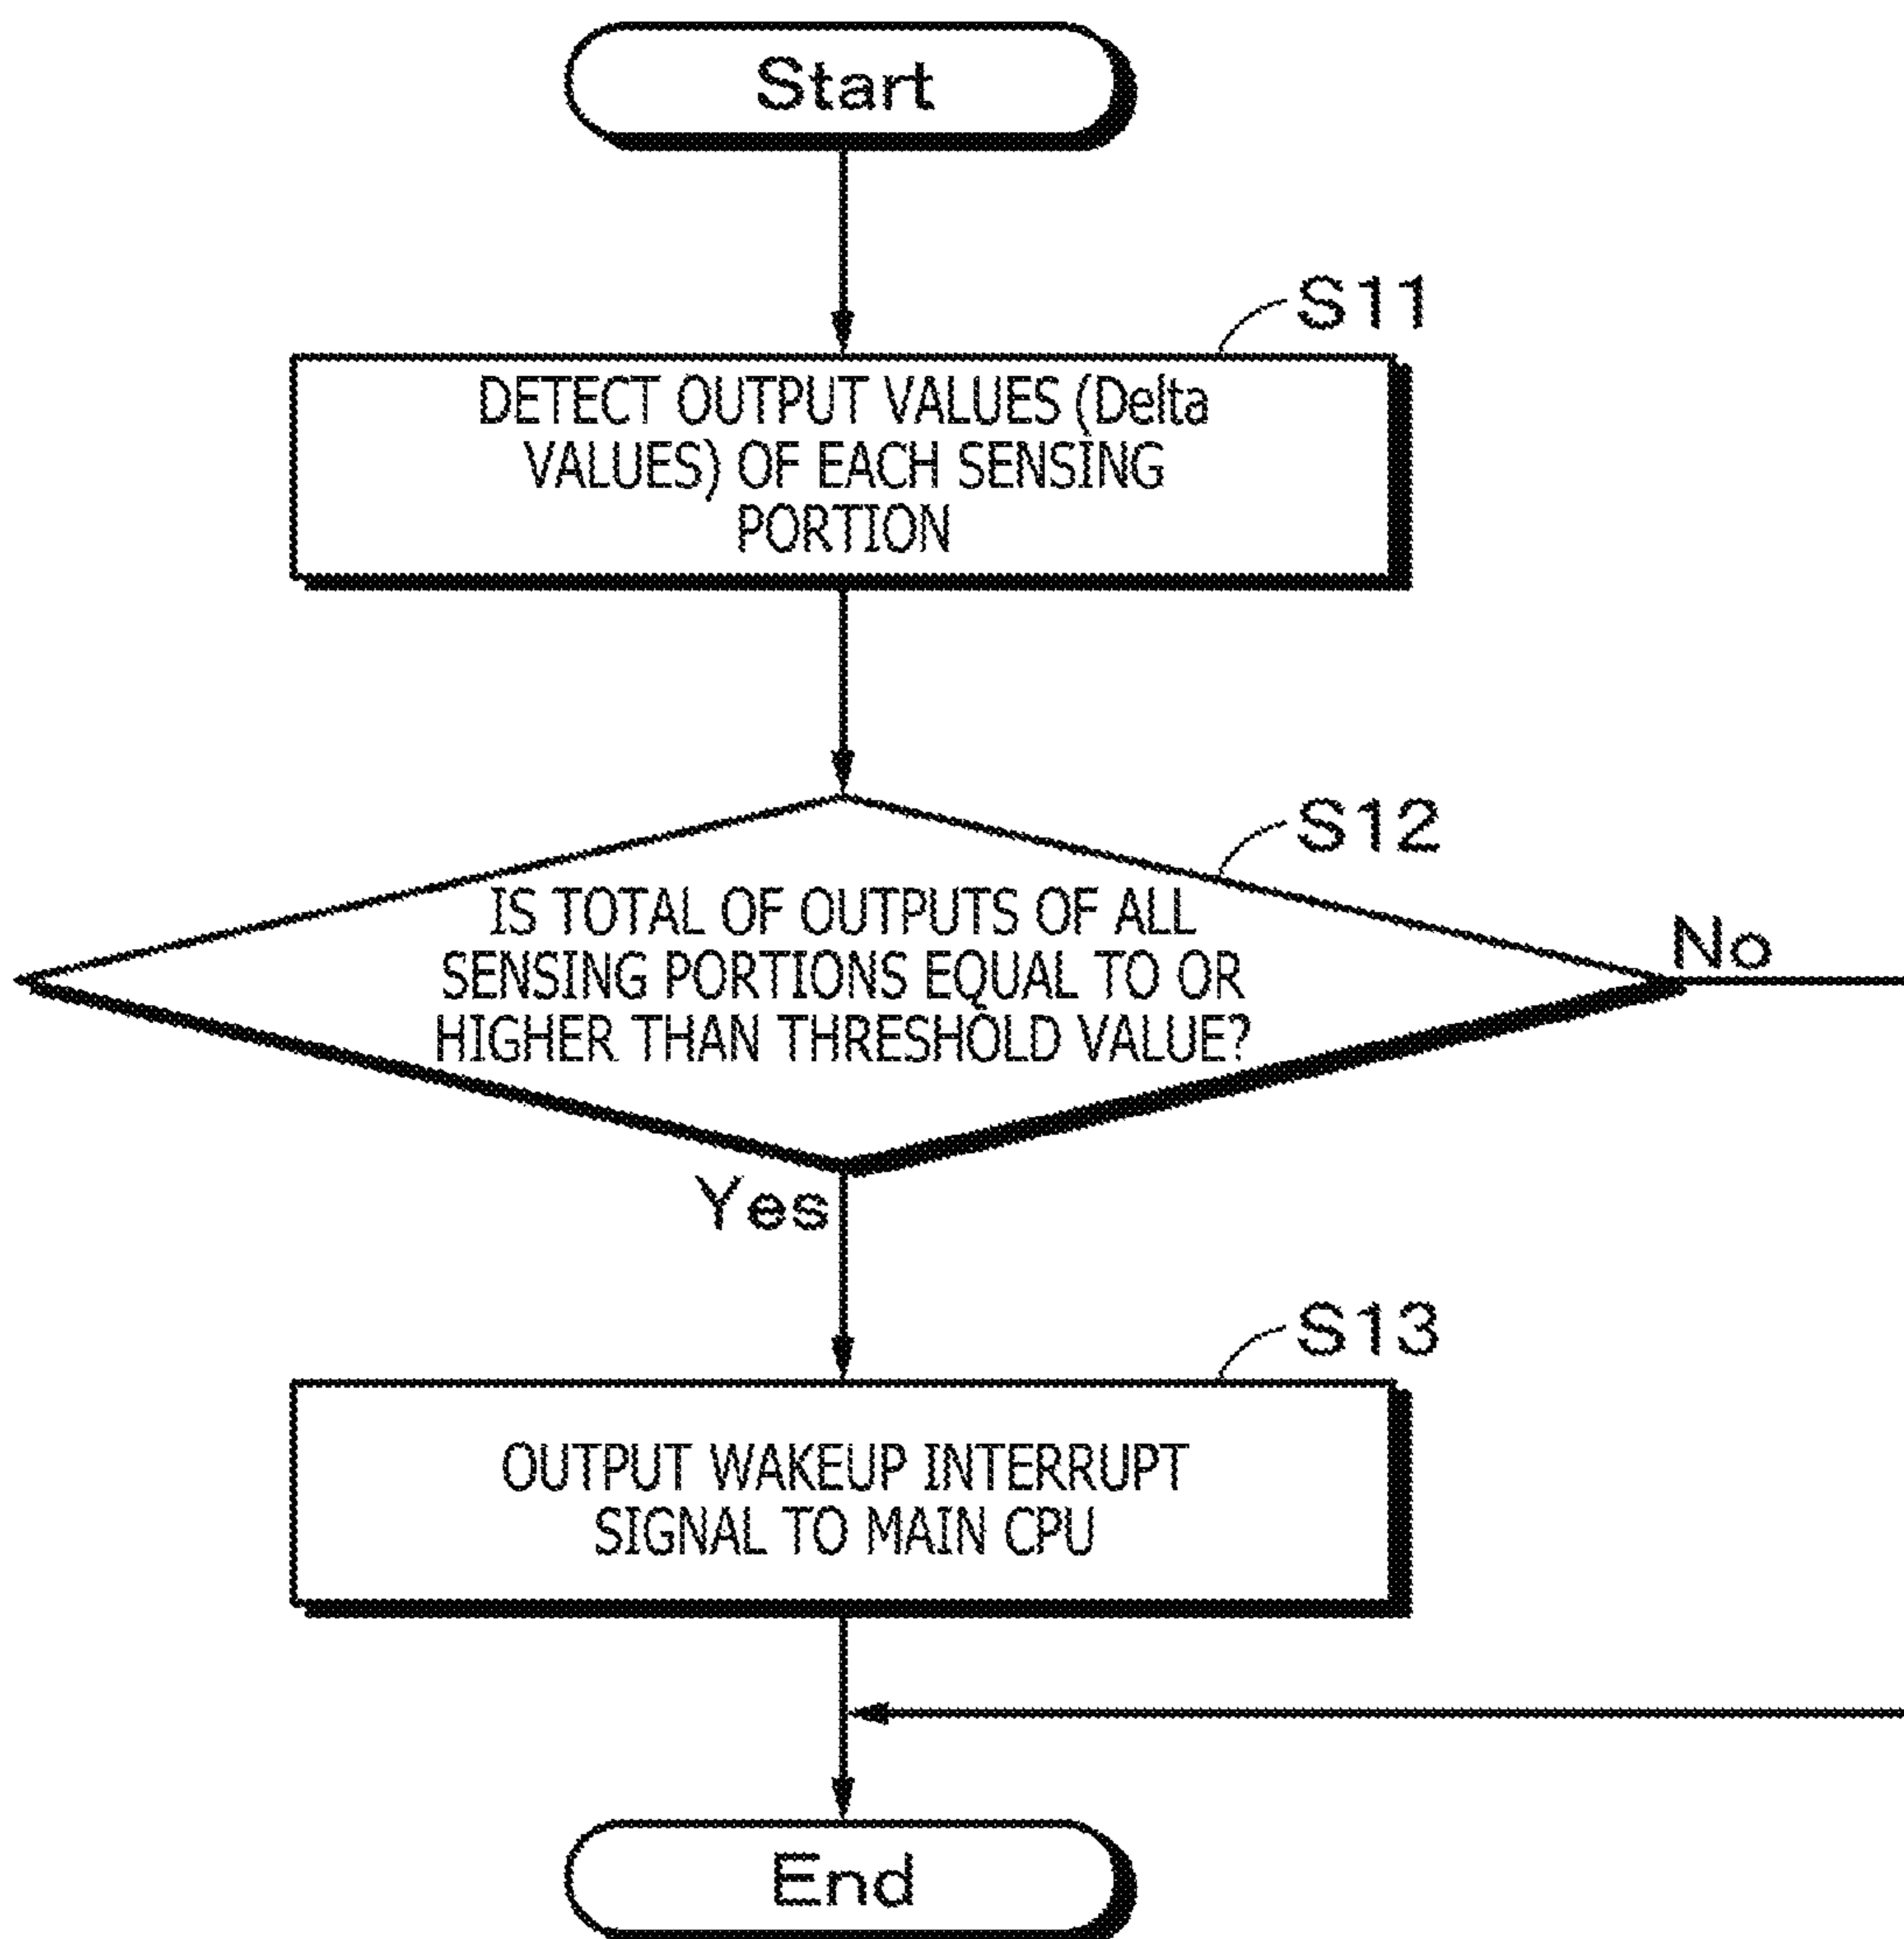 Start
S11
DETECT OUTPUT VALUES (Delta
VALUES) OF EACH SENSING
PORTION
S12
IS TOTAL OF OUTPUTS OF ALL
SENSING PORTIONS EQUAL TO OR
HIGHER THAN THRESHOLD VALUE?
No
Yes
S13
OUTPUT WAKEUP INTERRUPT
SIGNAL TO MAIN CPU
End